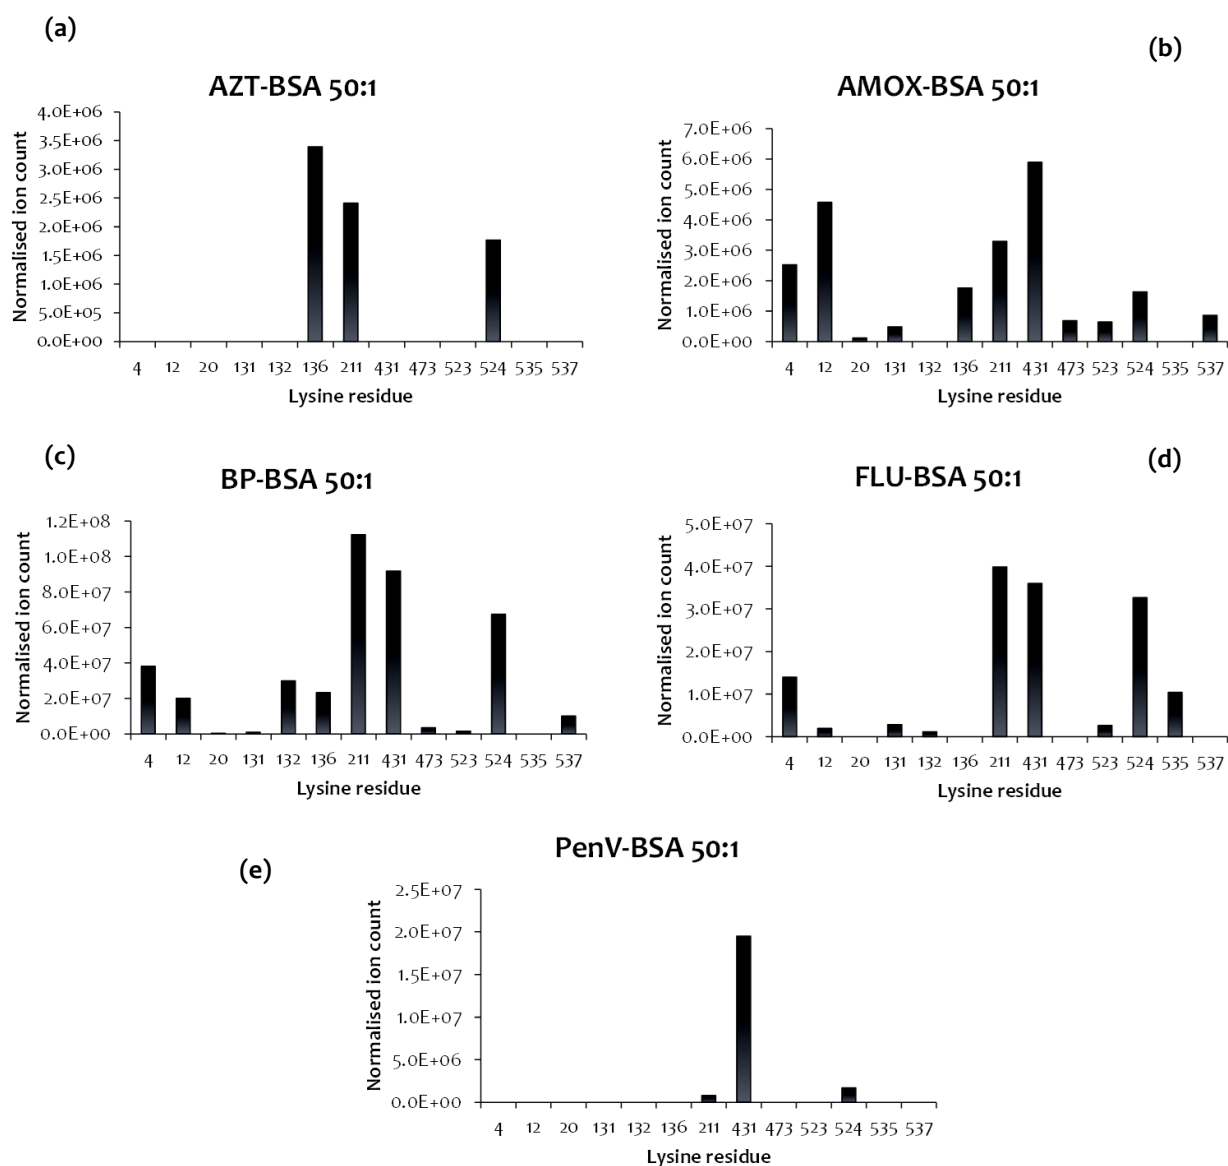 (a)
AZT-BSA 50:1
Normalised ion count
4.0E+06
3.5E+06
3.0E+06
2.5E+06
2.0E+06
1.5E+06
1.0E+06
5.0E+05
0.0E+00
4 12 20 131 132 136 211 431 473 523 524 535 537
Lysine residue
(b)
AMOX-BSA 50:1
Normalised ion count
7.0E+06
6.0E+06
5.0E+06
4.0E+06
3.0E+06
2.0E+06
1.0E+06
0.0E+00
4 12 20 131 132 136 211 431 473 523 524 535 537
Lysine residue
(c)
BP-BSA 50:1
Normalised ion count
1.2E+08
1.0E+08
8.0E+07
6.0E+07
4.0E+07
2.0E+07
0.0E+00
4 12 20 131 132 136 211 431 473 523 524 535 537
Lysine residue
(d)
FLU-BSA 50:1
Normalised ion count
5.0E+07
4.0E+07
3.0E+07
2.0E+07
1.0E+07
0.0E+00
4 12 20 131 132 136 211 431 473 523 524 535 537
Lysine residue
(e)
PenV-BSA 50:1
Normalised ion count
2.5E+07
2.0E+07
1.5E+07
1.0E+07
5.0E+06
0.0E+00
4 12 20 131 132 136 211 431 473 523 524 535 537
Lysine residue